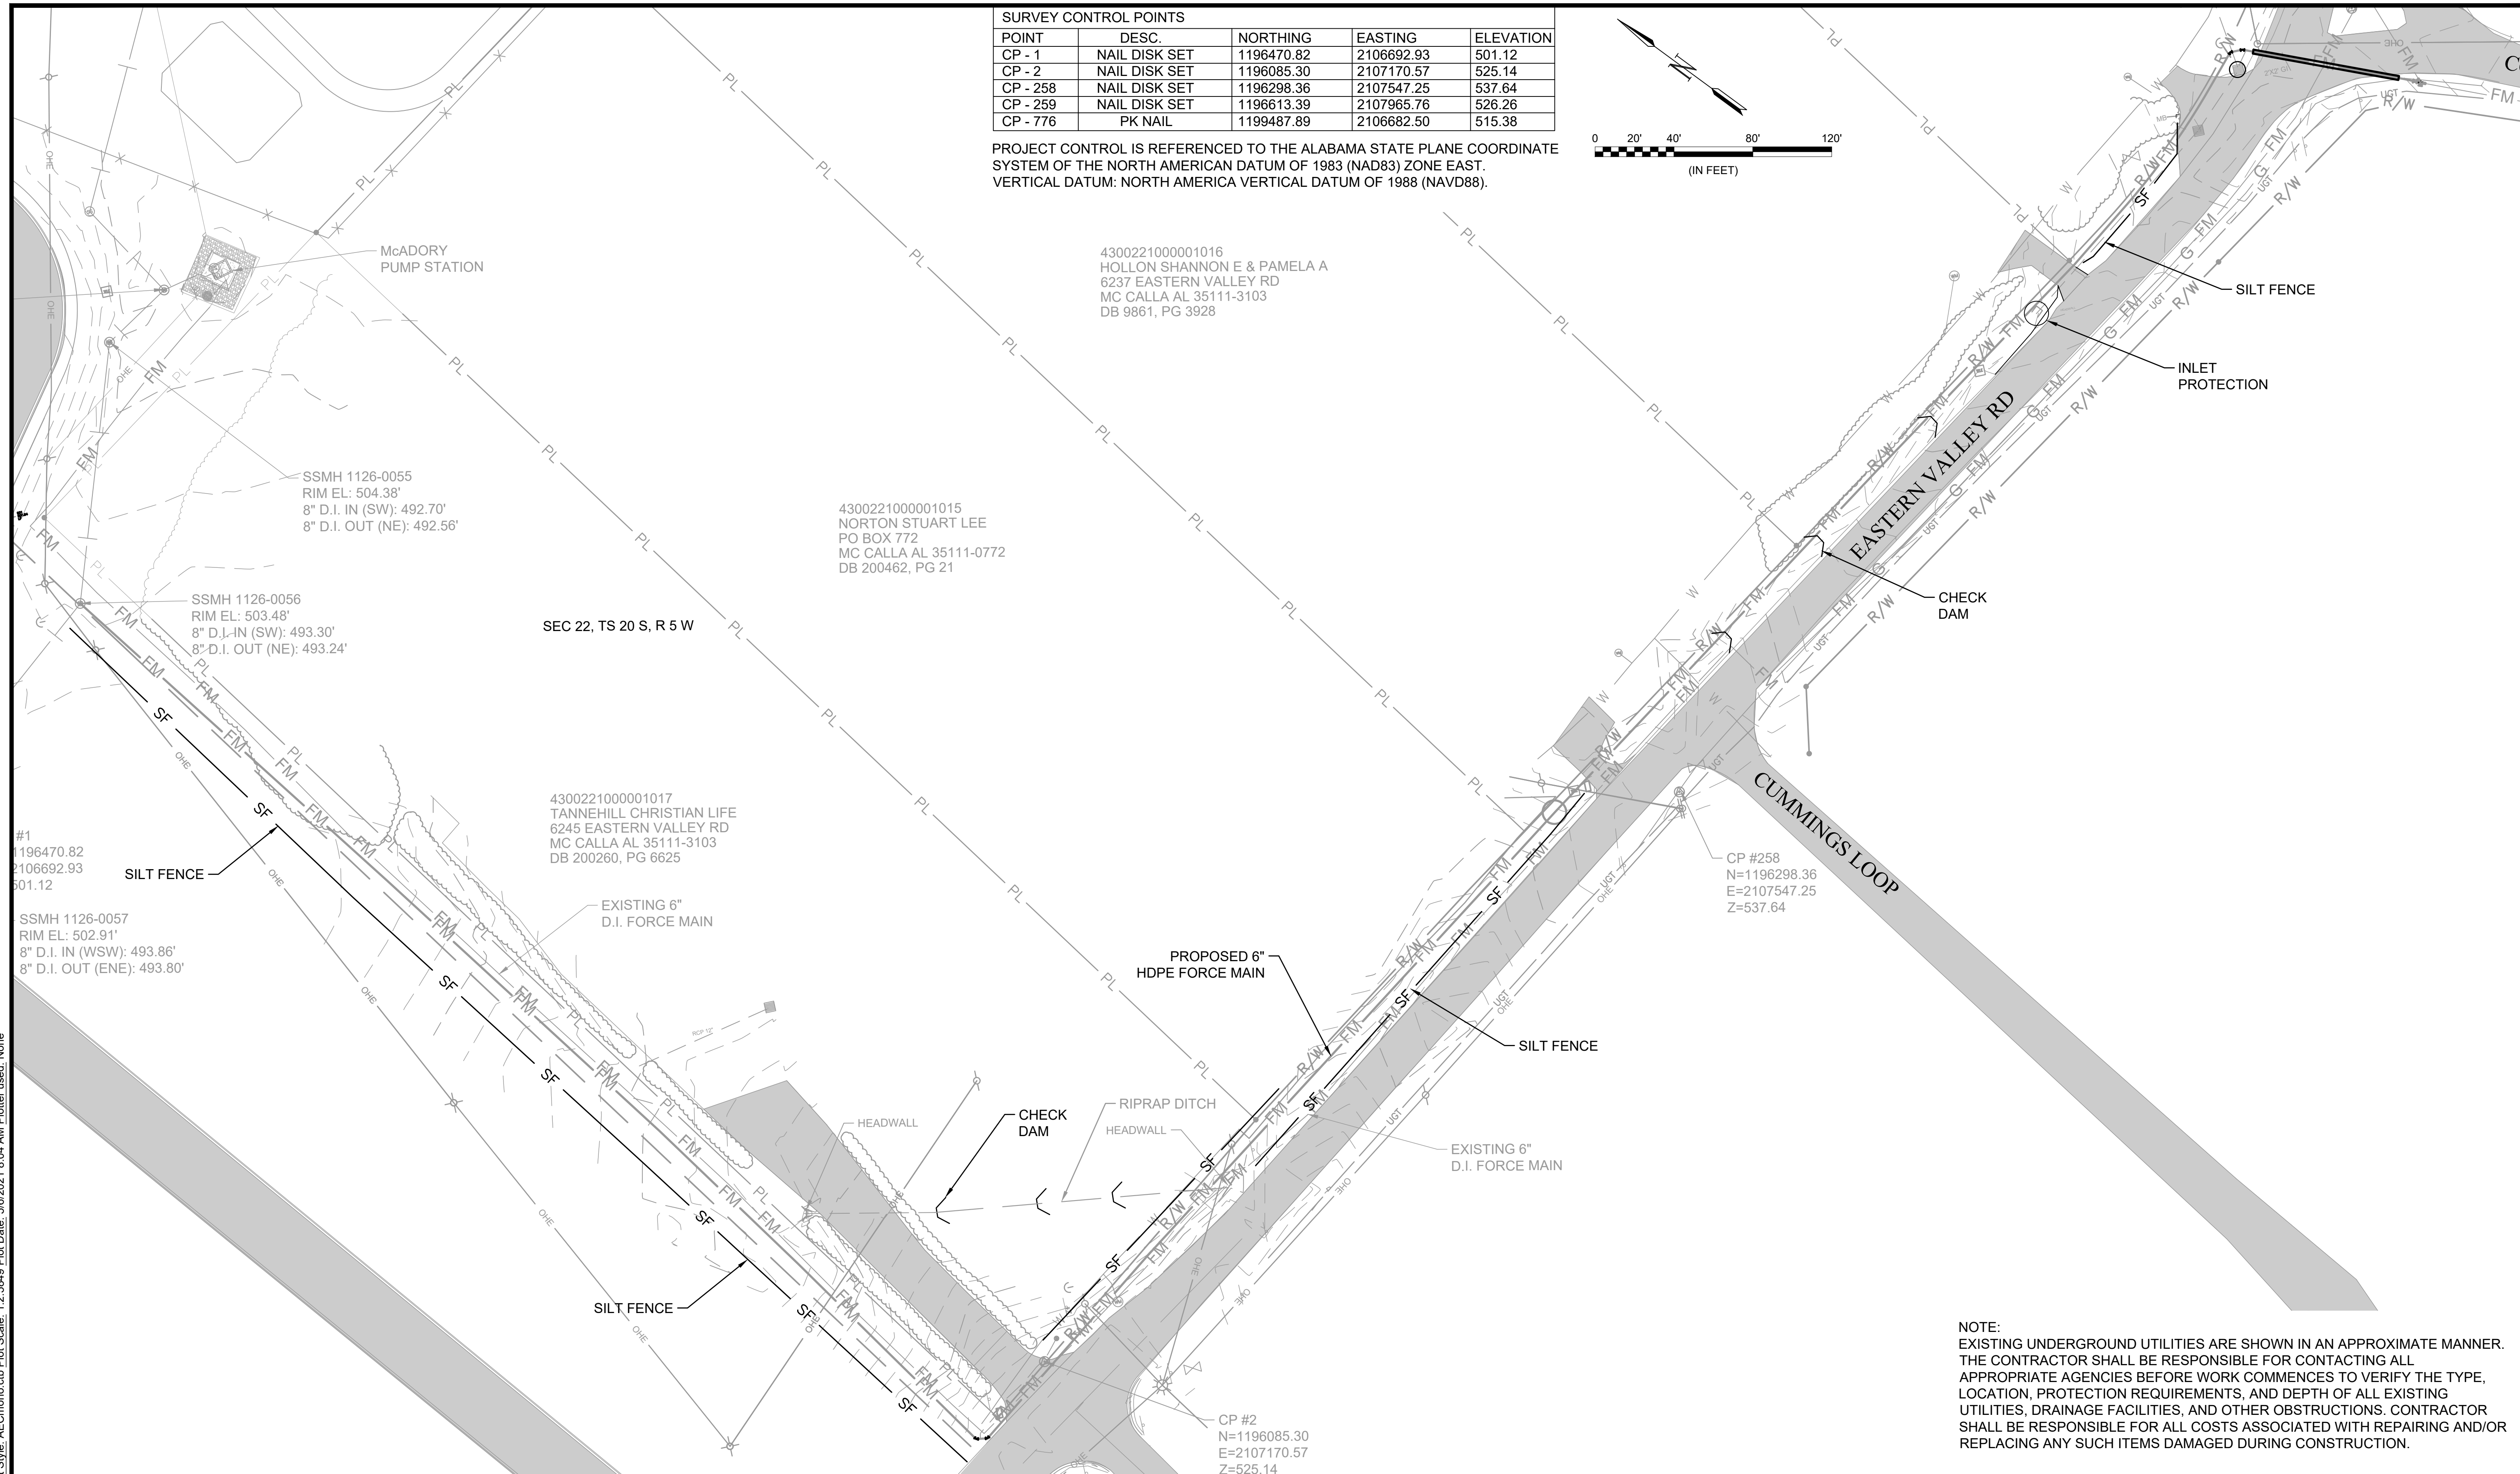 SURVEY CONTROL POINTS
POINT DESC. NORTHING EASTING ELEVATION
CP - 1 NAIL DISK SET 1196470.82 2106692.93 501.12
CP - 2 NAIL DISK SET 1196085.30 2107170.57 525.14
CP - 258 NAIL DISK SET 1196298.36 2107547.25 537.64
CP - 259 NAIL DISK SET 1196613.39 2107965.76 526.26
CP - 776 PK NAIL 1199487.89 2106682.50 515.38
PROJECT CONTROL IS REFERENCED TO THE ALABAMA STATE PLANE COORDINATE
SYSTEM OF THE NORTH AMERICAN DATUM OF 1983 (NAD83) ZONE EAST.
VERTICAL DATUM: NORTH AMERICA VERTICAL DATUM OF 1988 (NAVD88).
N
0 20' 40' 80' 120'
(IN FEET)
McADORY
PUMP STATION
4300221000001016
HOLLON SHANNON E & PAMELA A
6237 EASTERN VALLEY RD
MC CALLA AL 35111-3103
DB 9861, PG 3928
SILT FENCE
INLET
PROTECTION
EASTERN VALLEY RD
SSMH 1126-0055
RIM EL: 504.38'
8" D.I. IN (SW): 492.70'
8" D.I. OUT (NE): 492.56'
4300221000001015
NORTON STUART LEE
PO BOX 772
MC CALLA AL 35111-0772
DB 200462, PG 21
SSMH 1126-0056
RIM EL: 503.48'
8" D.I. IN (SW): 493.30'
8" D.I. OUT (NE): 493.24'
SEC 22, TS 20 S, R 5 W
CHECK
DAM
4300221000001017
TANNEHILL CHRISTIAN LIFE
6245 EASTERN VALLEY RD
MC CALLA AL 35111-3103
DB 200260, PG 6625
CUMMINGS LOOP
#1
1196470.82
2106692.93
501.12
SILT FENCE
CP #258
N=1196298.36
E=2107547.25
Z=537.64
SSMH 1126-0057
RIM EL: 502.91'
8" D.I. IN (WSW): 493.86'
8" D.I. OUT (ENE): 493.80'
EXISTING 6"
D.I. FORCE MAIN
PROPOSED 6"
HDPE FORCE MAIN
SILT FENCE
RCP 12"
HEADWALL
CHECK
DAM
RIPRAP DITCH
HEADWALL
EXISTING 6"
D.I. FORCE MAIN
SILT FENCE
CP #2
N=1196085.30
E=2107170.57
Z=525.14
NOTE:
EXISTING UNDERGROUND UTILITIES ARE SHOWN IN AN APPROXIMATE MANNER.
THE CONTRACTOR SHALL BE RESPONSIBLE FOR CONTACTING ALL
APPROPRIATE AGENCIES BEFORE WORK COMMENCES TO VERIFY THE TYPE,
LOCATION, PROTECTION REQUIREMENTS, AND DEPTH OF ALL EXISTING
UTILITIES, DRAINAGE FACILITIES, AND OTHER OBSTRUCTIONS. CONTRACTOR
SHALL BE RESPONSIBLE FOR ALL COSTS ASSOCIATED WITH REPAIRING AND/OR
REPLACING ANY SUCH ITEMS DAMAGED DURING CONSTRUCTION.
PL
FM
SF
R/W
OHE
UGT
G
W
MB